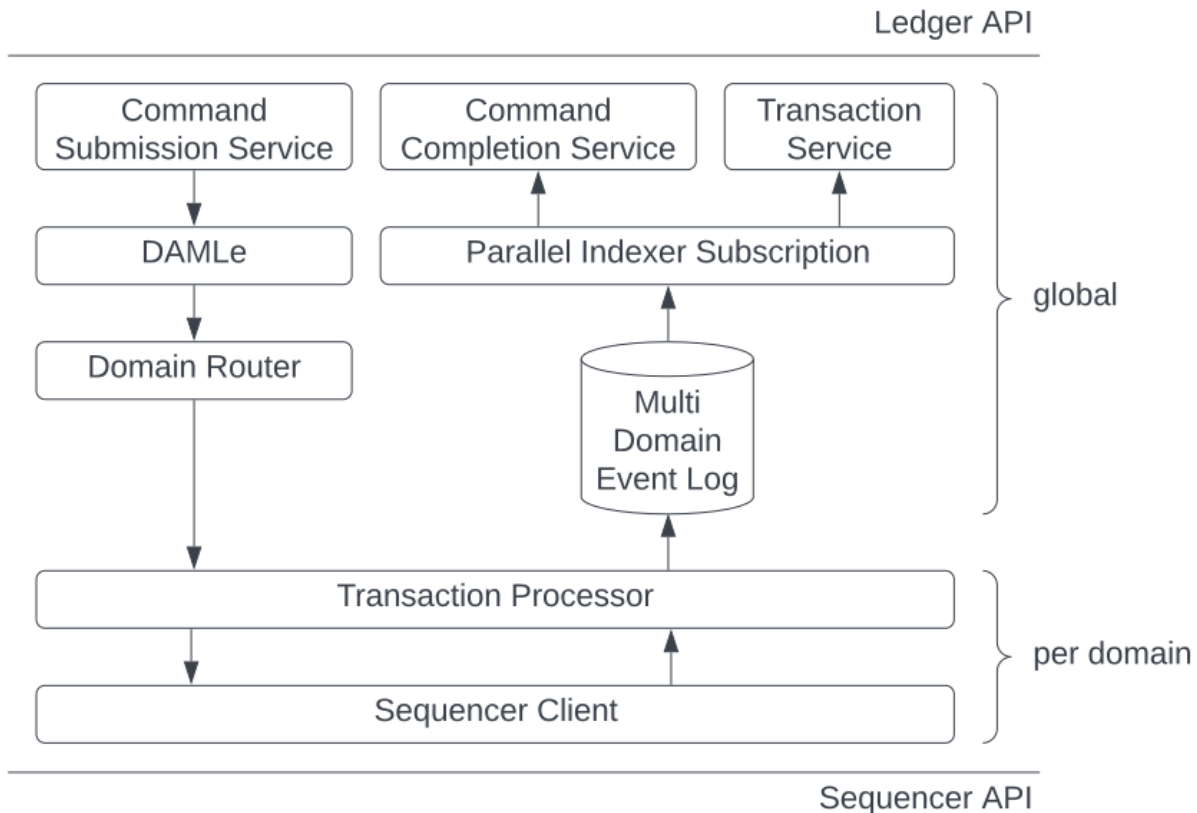 Ledger API
Command
Submission Service
Command
Completion Service
Transaction
Service
DAMLe
Parallel Indexer Subscription
global
Domain Router
Multi
Domain
Event Log
Transaction Processor
per domain
Sequencer Client
Sequencer API